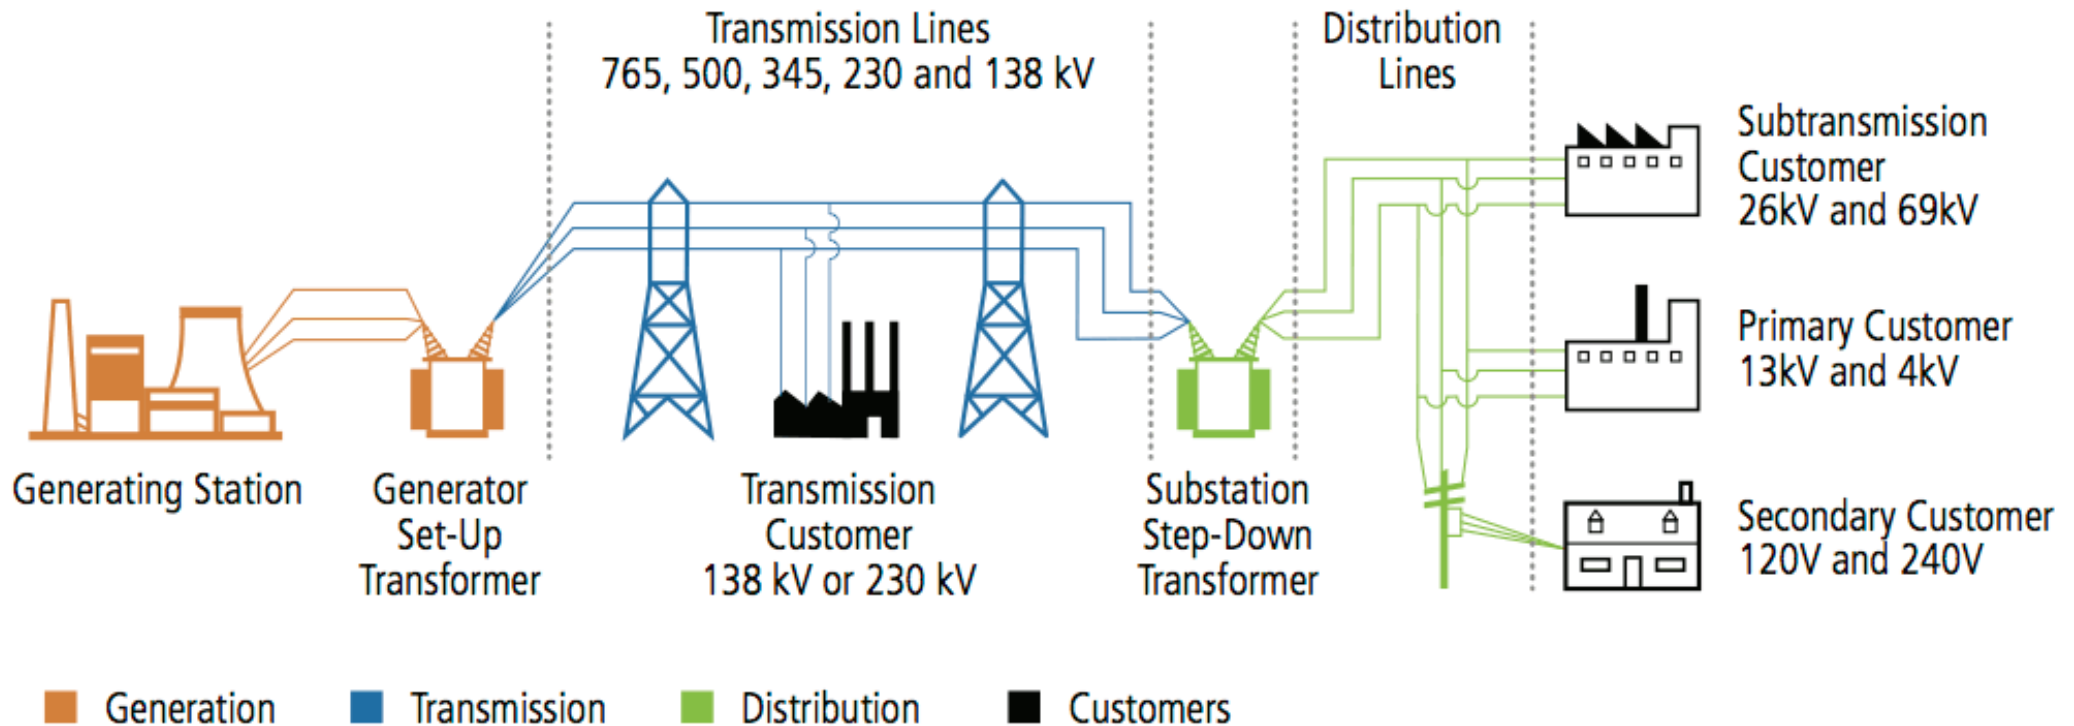 Transmission Lines
765, 500, 345, 230 and 138 kV
Distribution
Lines
Subtransmission
Customer
26kV and 69kV
Primary Customer
13kV and 4kV
Secondary Customer
120V and 240V
Generating Station
Generator
Set-Up
Transformer
Transmission
Customer
138 kV or 230 kV
Substation
Step-Down
Transformer
Generation
Transmission
Distribution
Customers